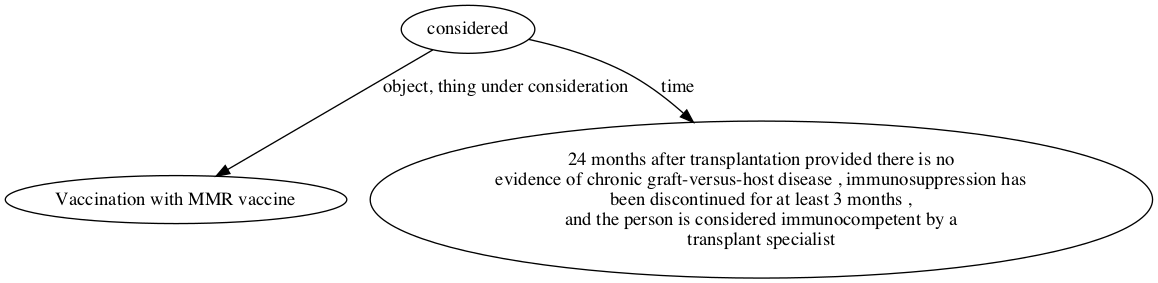 considered
object, thing under consideration
time
Vaccination with MMR vaccine
24 months after transplantation provided there is no
evidence of chronic graft-versus-host disease , immunosuppression has
been discontinued for at least 3 months ,
and the person is considered immunocompetent by a
transplant specialist